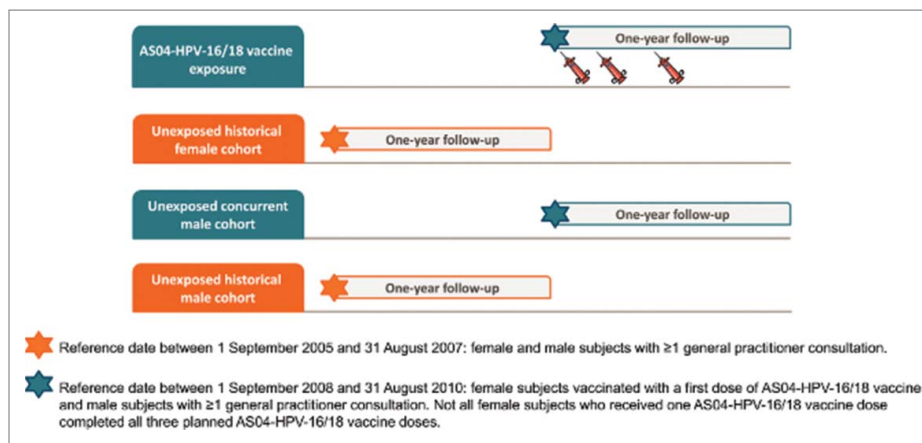 AS04-HPV-16/18 vaccine
exposure
One-year follow-up
Unexposed historical
female cohort
One-year follow-up
Unexposed concurrent
male cohort
One-year follow-up
Unexposed historical
male cohort
One-year follow-up
Reference date between 1 September 2005 and 31 August 2007: female and male subjects with ≥1 general practitioner consultation.
Reference date between 1 September 2008 and 31 August 2010: female subjects vaccinated with a first dose of AS04-HPV-16/18 vaccine
and male subjects with ≥1 general practitioner consultation. Not all female subjects who received one AS04-HPV-16/18 vaccine dose
completed all three planned AS04-HPV-16/18 vaccine doses.